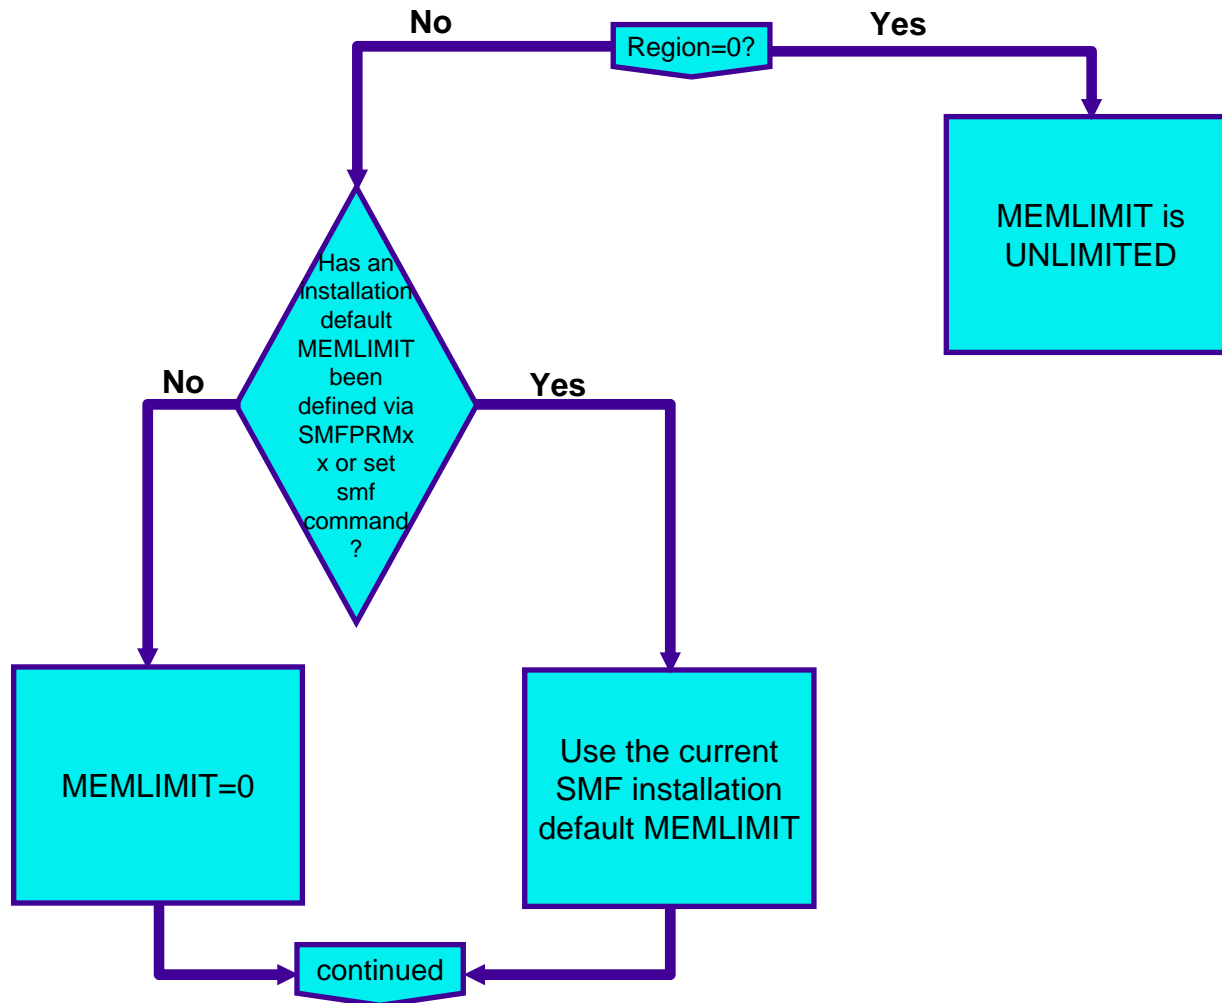 No
Region=0?
Yes
MEMLIMIT is
UNLIMITED
Has an
installation
default
MEMLIMIT
been
defined via
SMFPRMx
x or set
smf
command
?
No
Yes
MEMLIMIT=0
Use the current
SMF installation
default MEMLIMIT
continued